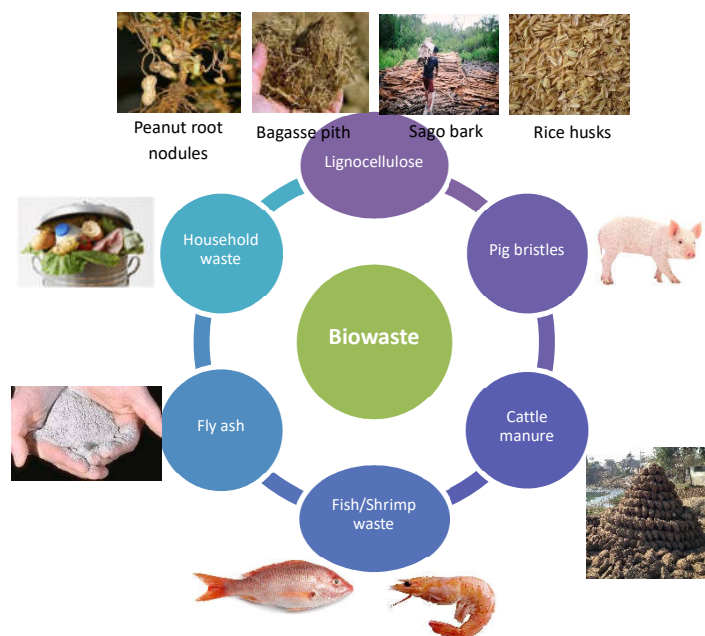 Peanut root
nodules
Bagasse pith
Sago bark
Rice husks
Lignocellulose
Household
waste
Pig bristles
Biowaste
Fly ash
Cattle
manure
Fish/Shrimp
waste